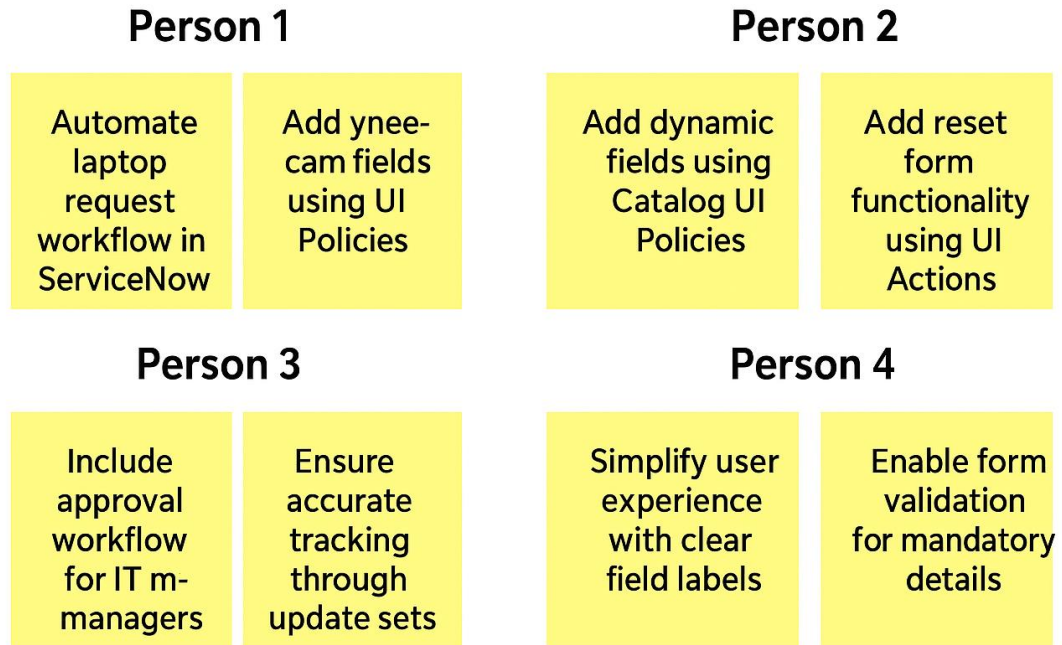 Person 1
Automate
laptop
request
workflow in
ServiceNow
Add ynee-
cam fields
using UI
Policies
Person 2
Add dynamic
fields using
Catalog UI
Policies
Add reset
form
functionality
using UI
Actions
Person 3
Include
approval
workflow
for IT m-
managers
Ensure
accurate
tracking
through
update sets
Person 4
Simplify user
experience
with clear
field labels
Enable form
validation
for mandatory
details